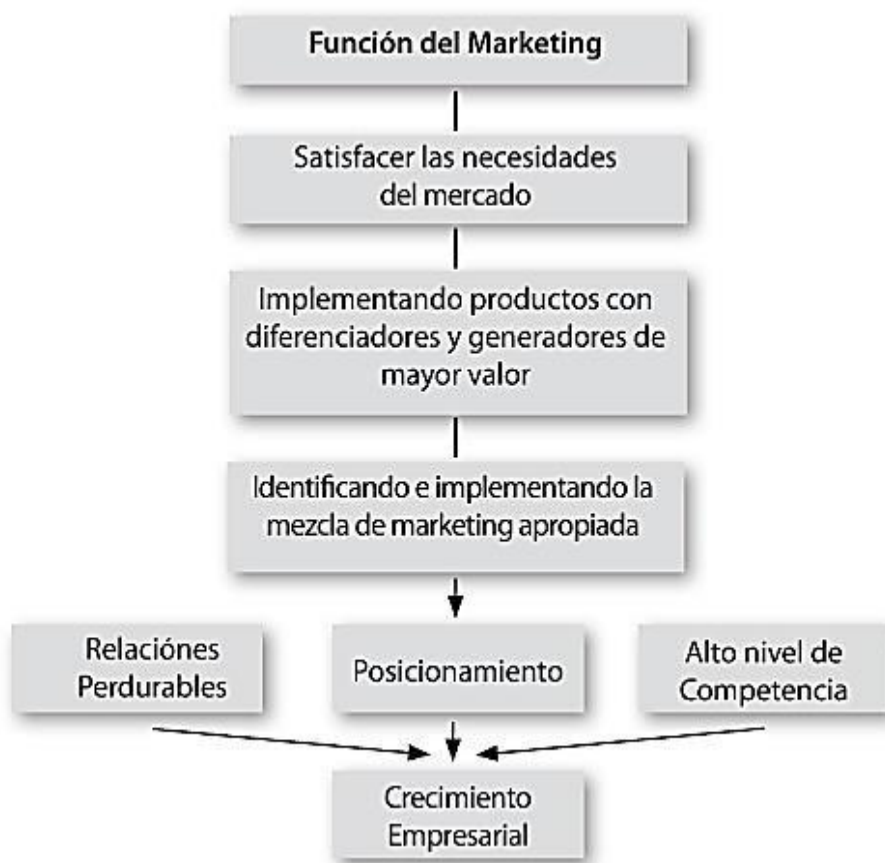 Función del Marketing
Satisfacer las necesidades
del mercado
Implementando productos con
diferenciadores y generadores de
mayor valor
Identificando e implementando la
mezcla de marketing apropiada
Relaciónes
Perdurables
Posicionamiento
Alto nivel de
Competencia
Crecimiento
Empresarial